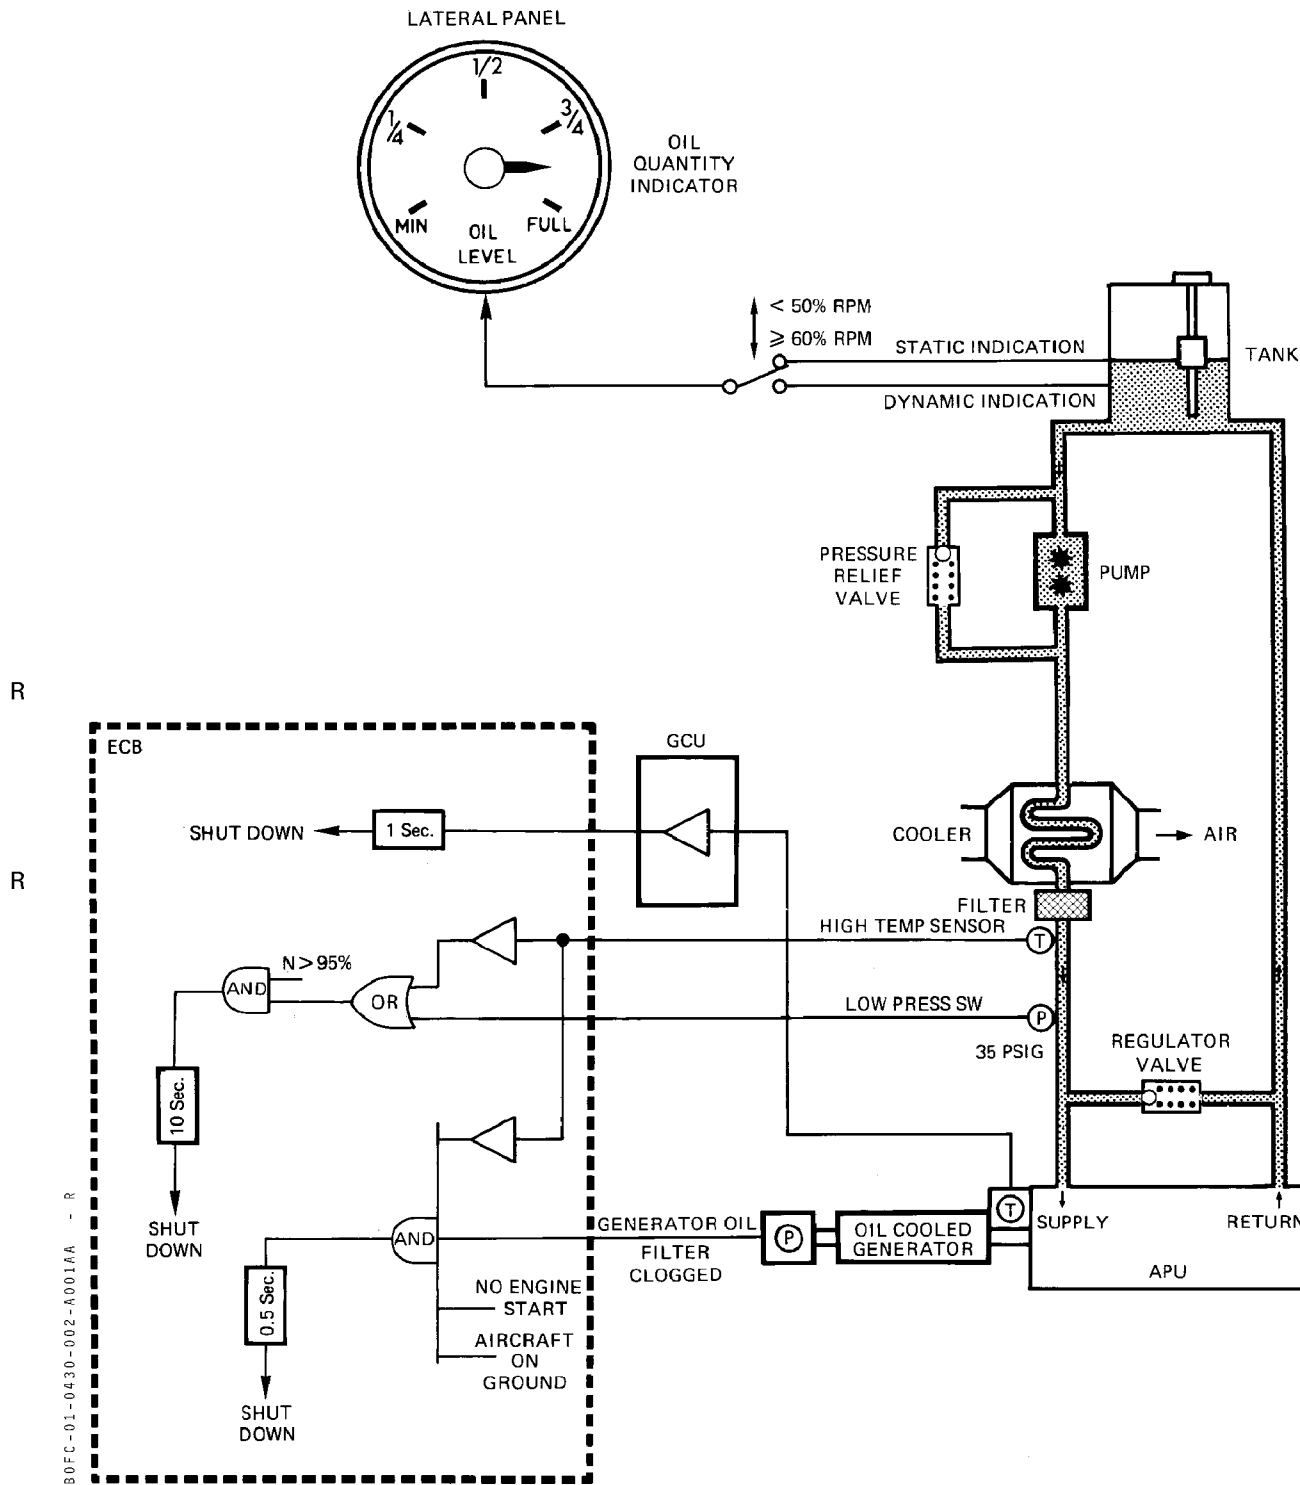 LATERAL PANEL
1/2
1/4
3/4
MIN
FULL
OIL
LEVEL
OIL
QUANTITY
INDICATOR
< 50% RPM
≥ 60% RPM
STATIC INDICATION
DYNAMIC INDICATION
TANK
PRESSURE
RELIEF
VALVE
PUMP
R
ECB
GCU
SHUT DOWN
1 Sec.
COOLER
AIR
R
FILTER
HIGH TEMP SENSOR
T
N > 95%
AND
OR
LOW PRESS SW
P
35 PSIG
REGULATOR
VALVE
10 Sec.
SHUT
DOWN
T
SUPPLY
RETURN
APU
OIL COOLED
GENERATOR
P
GENERATOR OIL
FILTER
CLOGGED
AND
NO ENGINE
START
AIRCRAFT
ON
GROUND
0.5 Sec.
SHUT
DOWN
B0FC-01-0430-002-A001AA - R